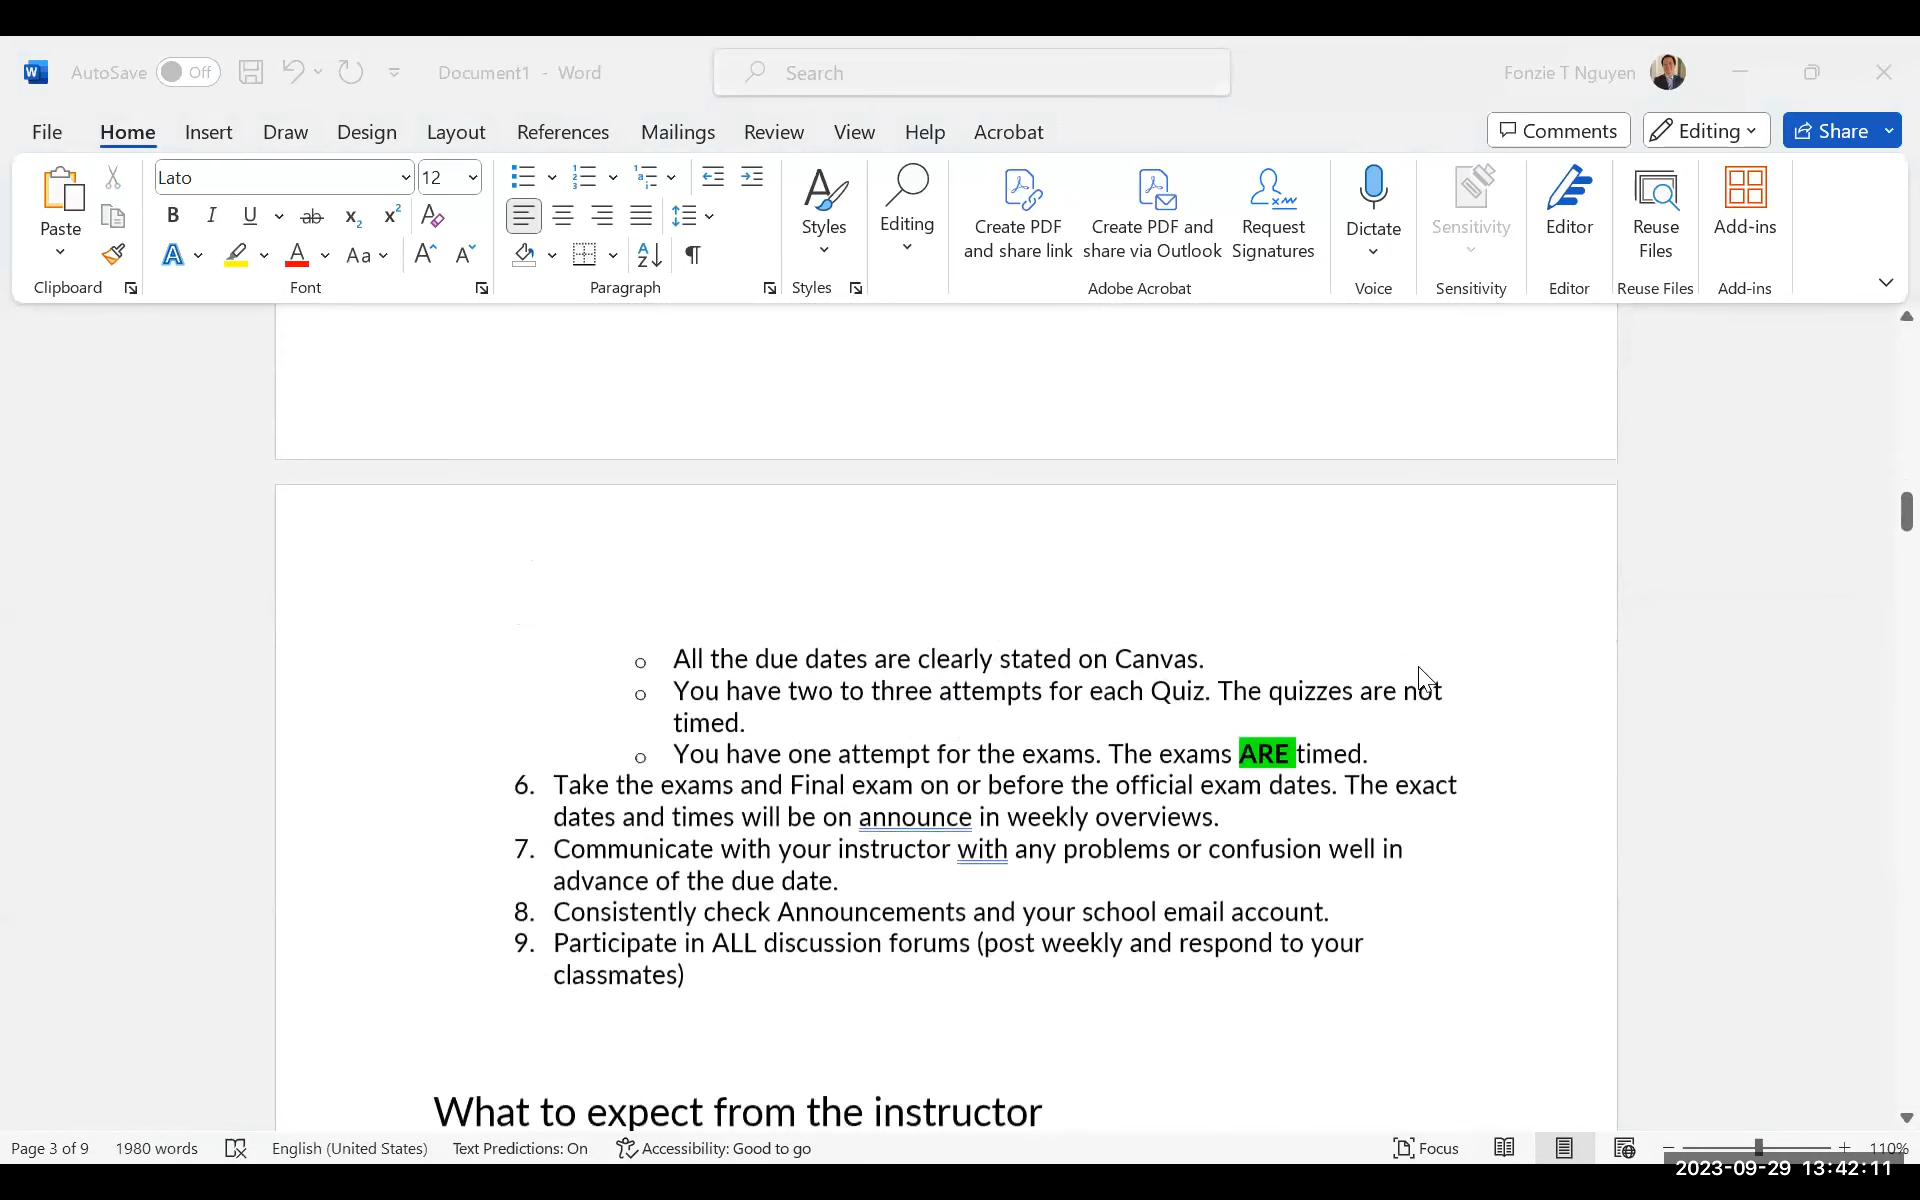 AutoSave Off Document1 - Word Search Fonzie T Nguyen
File Home Insert Draw Design Layout References Mailings Review View Help Acrobat Comments Editing Share
Lato 12
Paste
B I U ab x₂ x²
A A Aa A A
Styles Editing
Create PDF and share link
Create PDF and share via Outlook
Request Signatures
Dictate Sensitivity Editor
Reuse Files
Add-ins
Clipboard Font Paragraph Styles Adobe Acrobat Voice Sensitivity Editor Reuse Files Add-ins
o All the due dates are clearly stated on Canvas.
o You have two to three attempts for each Quiz. The quizzes are not
timed.
o You have one attempt for the exams. The exams ARE timed.
6. Take the exams and Final exam on or before the official exam dates. The exact
dates and times will be on announce in weekly overviews.
7. Communicate with your instructor with any problems or confusion well in
advance of the due date.
8. Consistently check Announcements and your school email account.
9. Participate in ALL discussion forums (post weekly and respond to your
classmates)
What to expect from the instructor
Page 3 of 9 1980 words English (United States) Text Predictions: On Accessibility: Good to go Focus 110%
2023-09-29 13:42:11